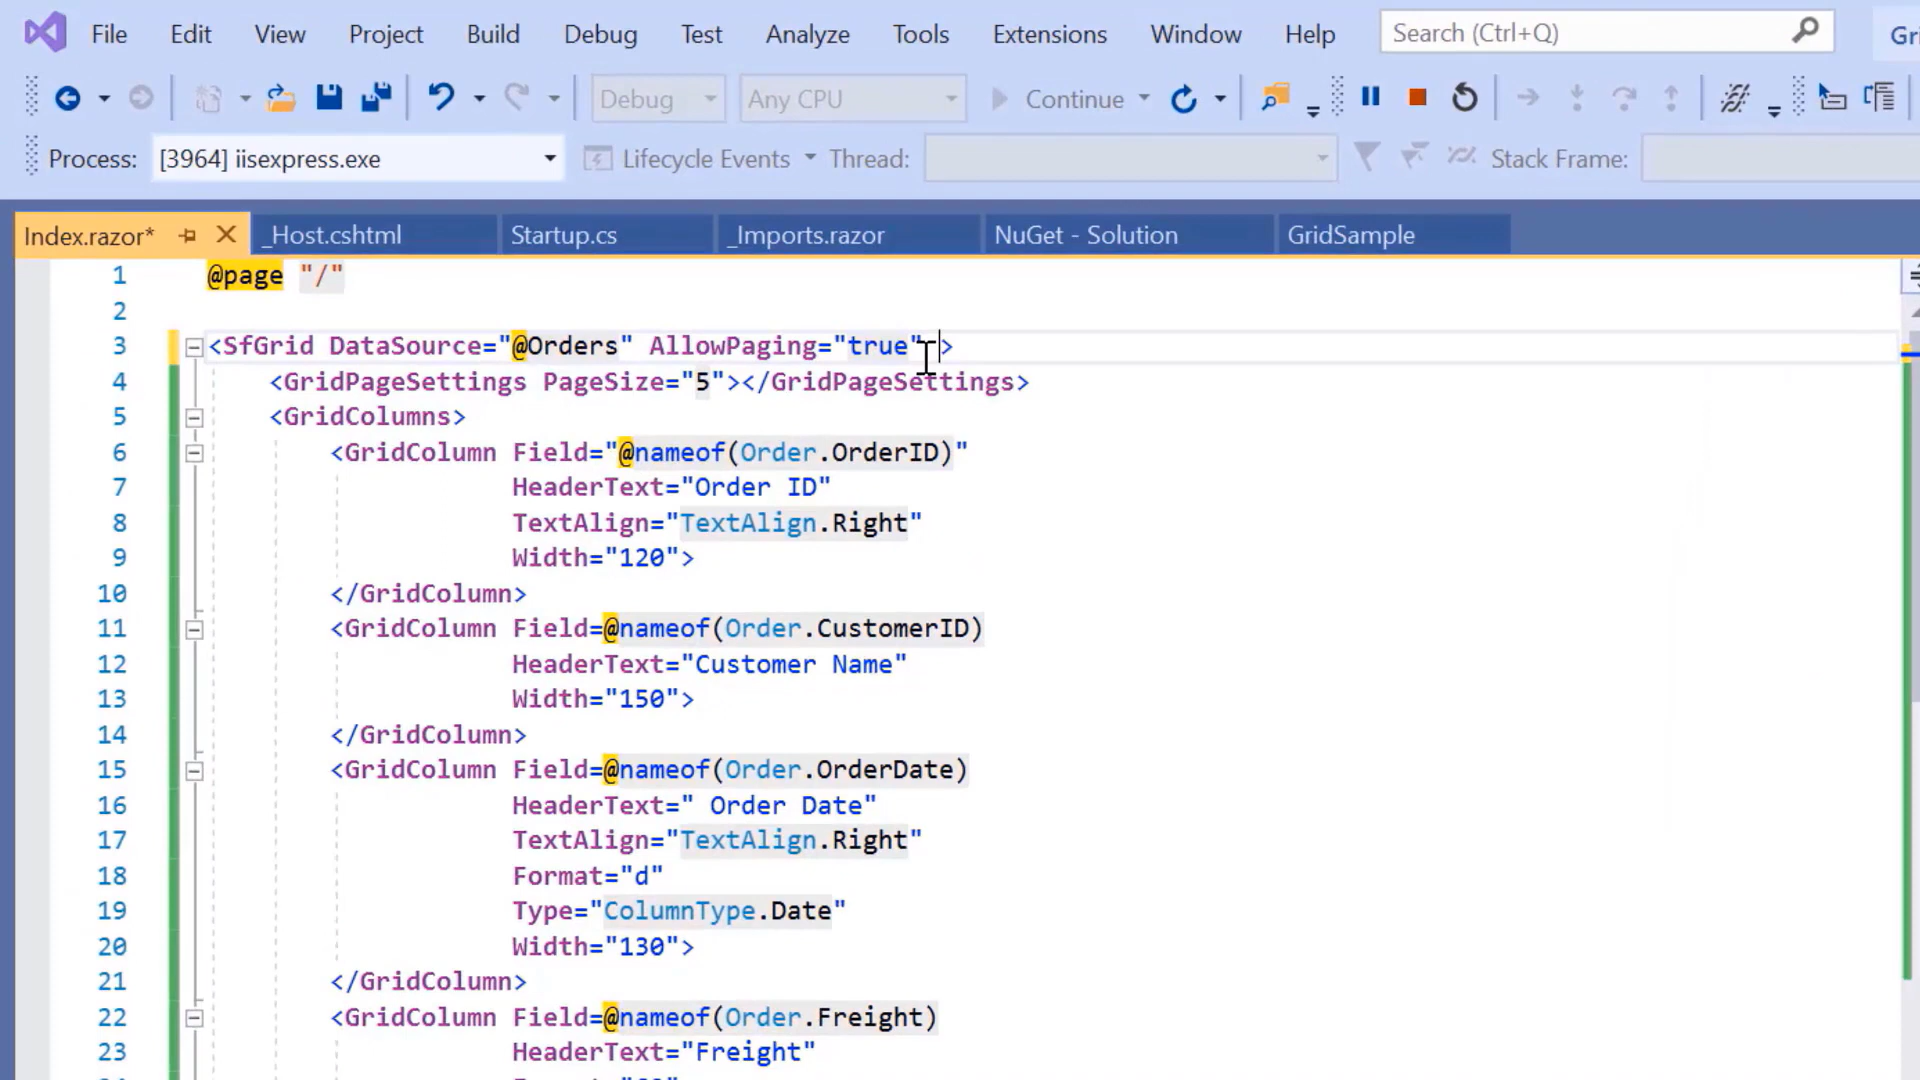 File Edit View Project Build Debug Test Analyze Tools Extensions Window Help Search (Ctrl+Q)
Debug Any CPU Continue
Process: [3964] iisexpress.exe Lifecycle Events Thread: Stack Frame:
Index.razor* _Host.cshtml Startup.cs _Imports.razor NuGet - Solution GridSample
1 @page "/"
2
3 <SfGrid DataSource="@Orders" AllowPaging="true" >
4 <GridPageSettings PageSize="5"></GridPageSettings>
5 <GridColumns>
6 <GridColumn Field="@nameof(Order.OrderID)"
7 HeaderText="Order ID"
8 TextAlign="TextAlign.Right"
9 Width="120">
10 </GridColumn>
11 <GridColumn Field=@nameof(Order.CustomerID)
12 HeaderText="Customer Name"
13 Width="150">
14 </GridColumn>
15 <GridColumn Field=@nameof(Order.OrderDate)
16 HeaderText=" Order Date"
17 TextAlign="TextAlign.Right"
18 Format="d"
19 Type="ColumnType.Date"
20 Width="130">
21 </GridColumn>
22 <GridColumn Field=@nameof(Order.Freight)
23 HeaderText="Freight"